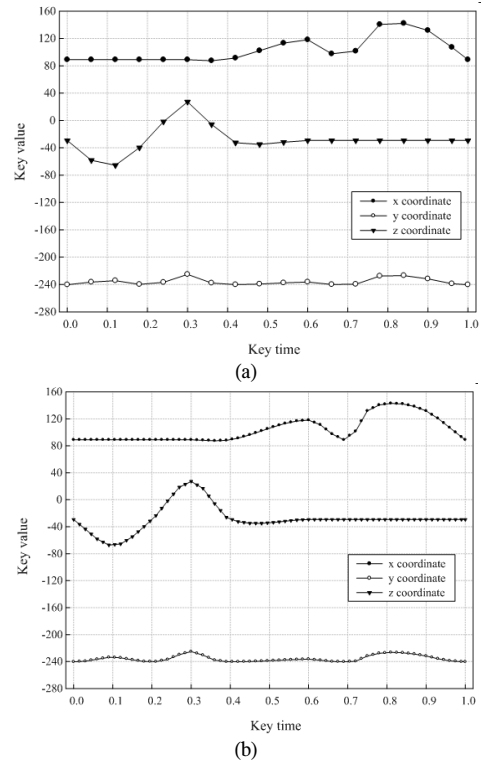 160
120
80
40
0
-40
-80
-120
-160
-200
-240
-280
Key value
x coordinate
y coordinate
z coordinate
0.0 0.1 0.2 0.3 0.4 0.5 0.6 0.7 0.8 0.9 1.0
Key time
(a)
160
120
80
40
0
-40
-80
-120
-160
-200
-240
-280
Key value
x coordinate
y coordinate
z coordinate
0.0 0.1 0.2 0.3 0.4 0.5 0.6 0.7 0.8 0.9 1.0
Key time
(b)